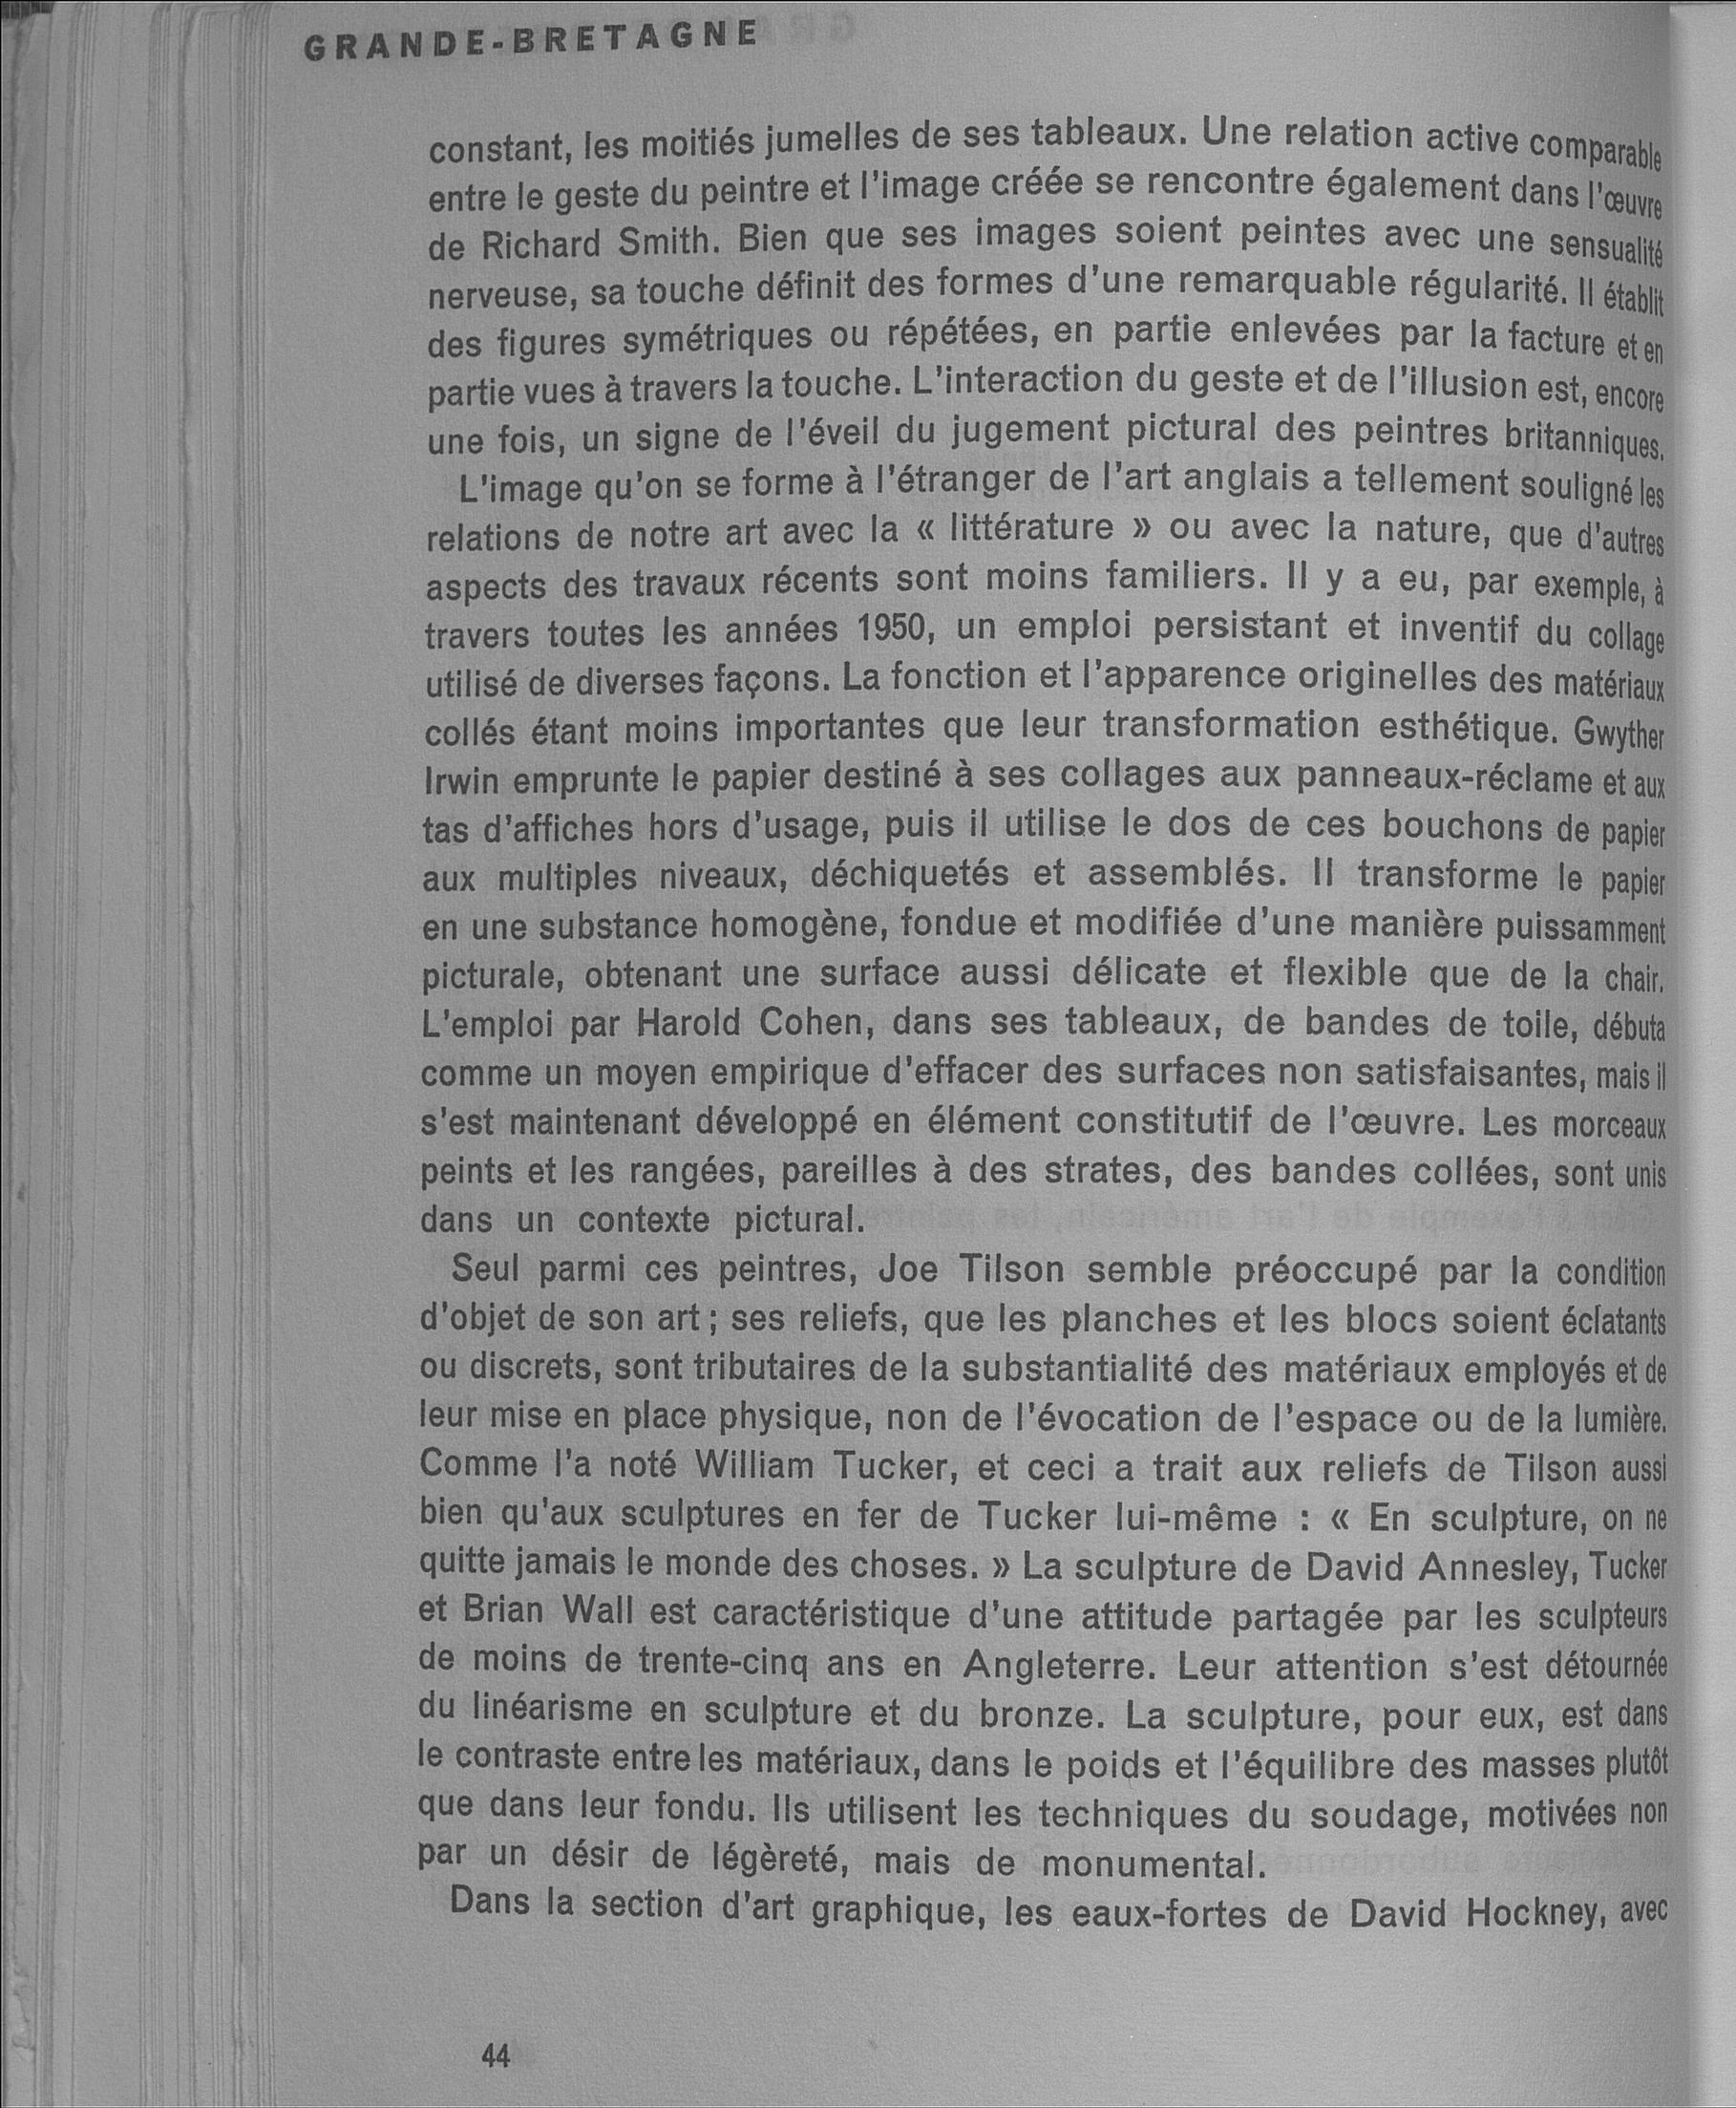 GRANDE-BRETAGNE
constant, les moitiés jumelles de ses tableaux. Une relation active comparable
entre le geste du peintre et l'image créée se rencontre également dans l'œuvre
de Richard Smith. Bien que ses images soient peintes avec une sensualité
nerveuse, sa touche définit des formes d'une remarquable régularité. Il établit
des figures symétriques ou répétées, en partie enlevées par la facture et en
partie vues à travers la touche. L'interaction du geste et de l'illusion est, encore
une fois, un signe de l'éveil du jugement pictural des peintres britanniques.
L'image qu'on se forme à l'étranger de l'art anglais a tellement souligné les
relations de notre art avec la « littérature » ou avec la nature, que d'autres
aspects des travaux récents sont moins familiers. Il y a eu, par exemple, à
travers toutes les années 1950, un emploi persistant et inventif du collage
utilisé de diverses façons. La fonction et l'apparence originelles des matériaux
collés étant moins importantes que leur transformation esthétique. Gwyther
Irwin emprunte le papier destiné à ses collages aux panneaux-réclame et aux
tas d'affiches hors d'usage, puis il utilise le dos de ces bouchons de papier
aux multiples niveaux, déchiquetés et assemblés. Il transforme le papier
en une substance homogène, fondue et modifiée d'une manière puissamment
picturale, obtenant une surface aussi délicate et flexible que de la chair.
L'emploi par Harold Cohen, dans ses tableaux, de bandes de toile, débuta
comme un moyen empirique d'effacer des surfaces non satisfaisantes, mais il
s'est maintenant développé en élément constitutif de l'œuvre. Les morceaux
peints et les rangées, pareilles à des strates, des bandes collées, sont unis
dans un contexte pictural.
Seul parmi ces peintres, Joe Tilson semble préoccupé par la condition
d'objet de son art ; ses reliefs, que les planches et les blocs soient éclatants
ou discrets, sont tributaires de la substantialité des matériaux employés et de
leur mise en place physique, non de l'évocation de l'espace ou de la lumière.
Comme l'a noté William Tucker, et ceci a trait aux reliefs de Tilson aussi
bien qu'aux sculptures en fer de Tucker lui-même : « En sculpture, on ne
quitte jamais le monde des choses. » La sculpture de David Annesley, Tucker
et Brian Wall est caractéristique d'une attitude partagée par les sculpteurs
de moins de trente-cinq ans en Angleterre. Leur attention s'est détournée
du linéarisme en sculpture et du bronze. La sculpture, pour eux, est dans
le contraste entre les matériaux, dans le poids et l'équilibre des masses plutôt
que dans leur fondu. Ils utilisent les techniques du soudage, motivées non
par un désir de légèreté, mais de monumental.
Dans la section d'art graphique, les eaux-fortes de David Hockney, avec
44